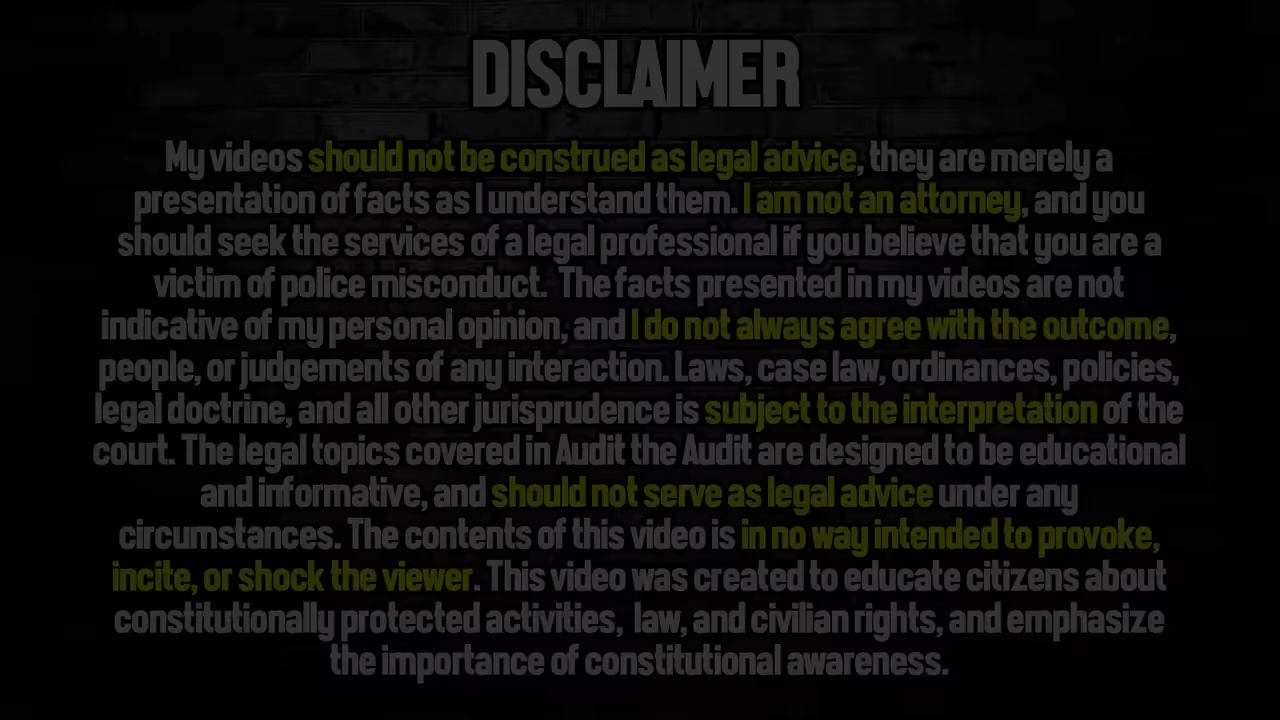 DISCLAIMER
My videos should not be construed as legal advice, they are merely a
presentation of facts as I understand them. I am not an attorney, and you
should seek the services of a legal professional if you believe that you are a
victim of police misconduct. The facts presented in my videos are not
indicative of my personal opinion, and I do not always agree with the outcome,
people, or judgements of any interaction. Laws, case law, ordinances, policies,
legal doctrine, and all other jurisprudence is subject to the interpretation of the
court. The legal topics covered in Audit the Audit are designed to be educational
and informative, and should not serve as legal advice under any
circumstances. The contents of this video is in no way intended to provoke,
incite, or shock the viewer. This video was created to educate citizens about
constitutionally protected activities, law, and civilian rights, and emphasize
the importance of constitutional awareness.